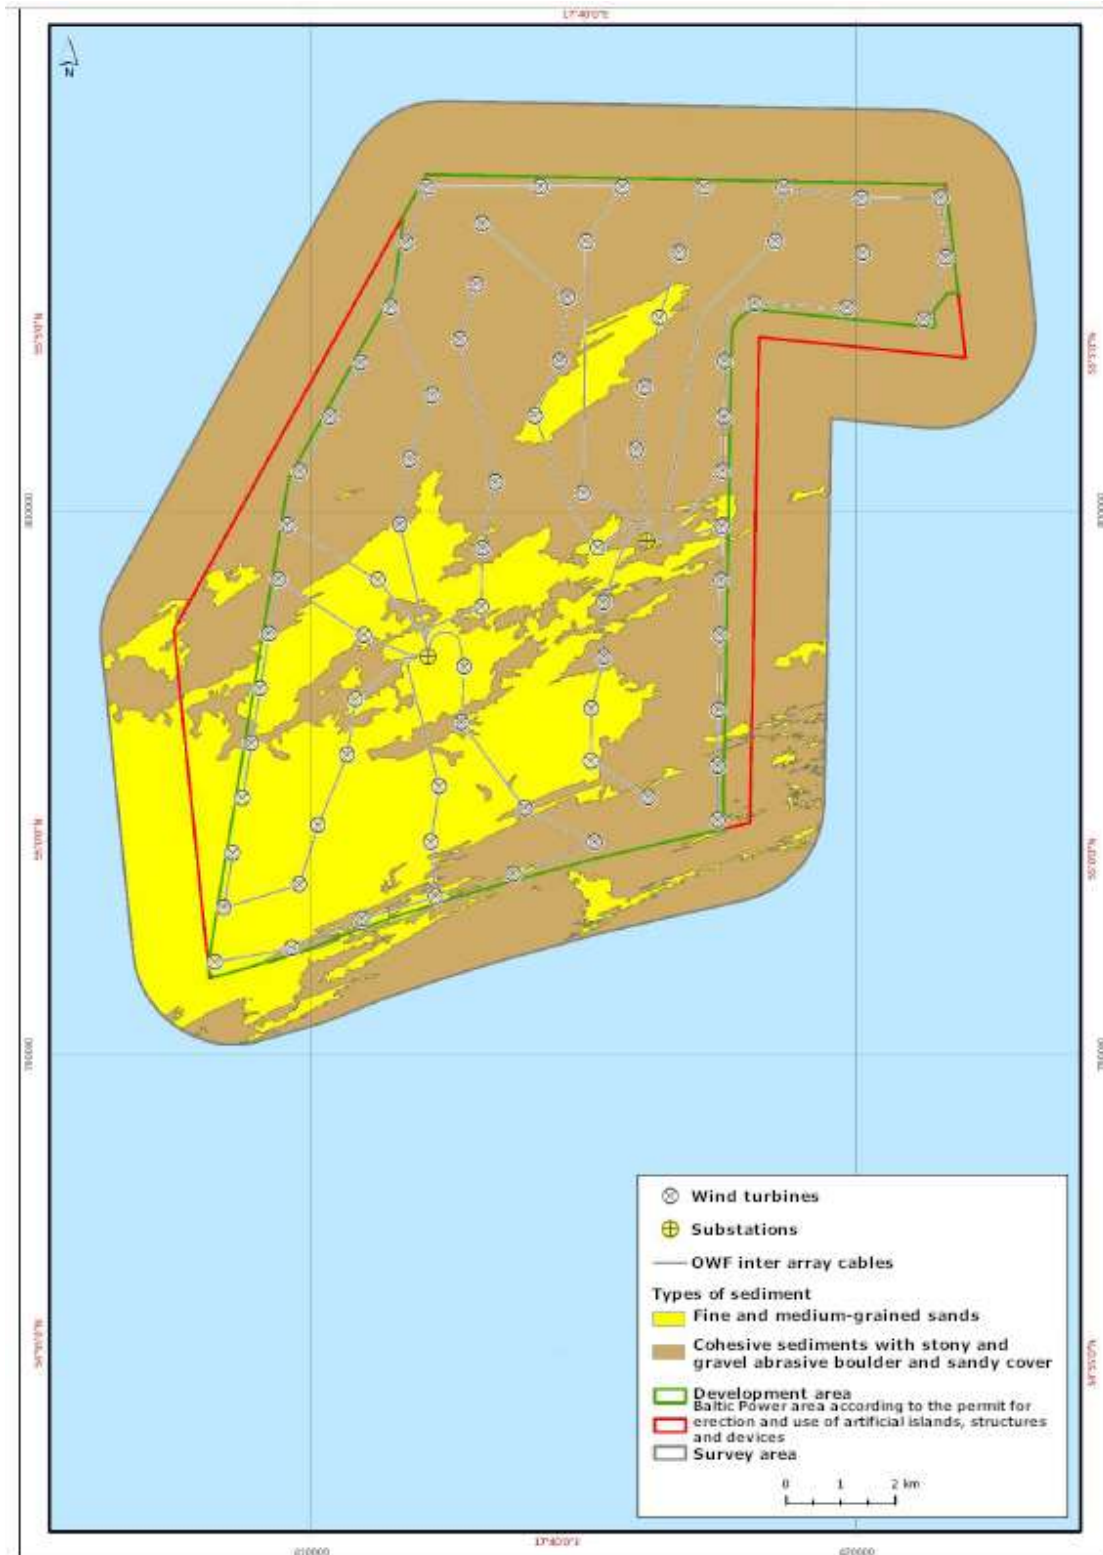 17°40'0"E
N
Wind turbines
Substations
OWF inter array cables
Types of sediment
Fine and medium-grained sands
Cohesive sediments with stony and
gravel abrasive boulder and sandy cover
Development area
Baltic Power area according to the permit for
erection and use of artificial islands, structures
and devices
Survey area
0 1 2 km
17°40'0"E